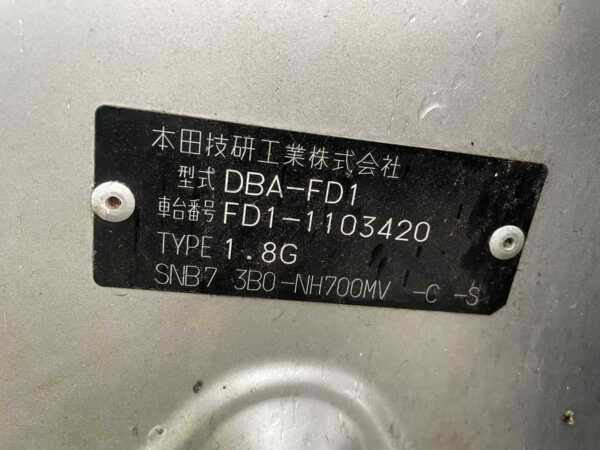 本田技研工業株式会社
型式 DBA-FD1
車台番号 FD1-1103420
TYPE 1.8G
SNB7 3B0-NH700MV -C -S